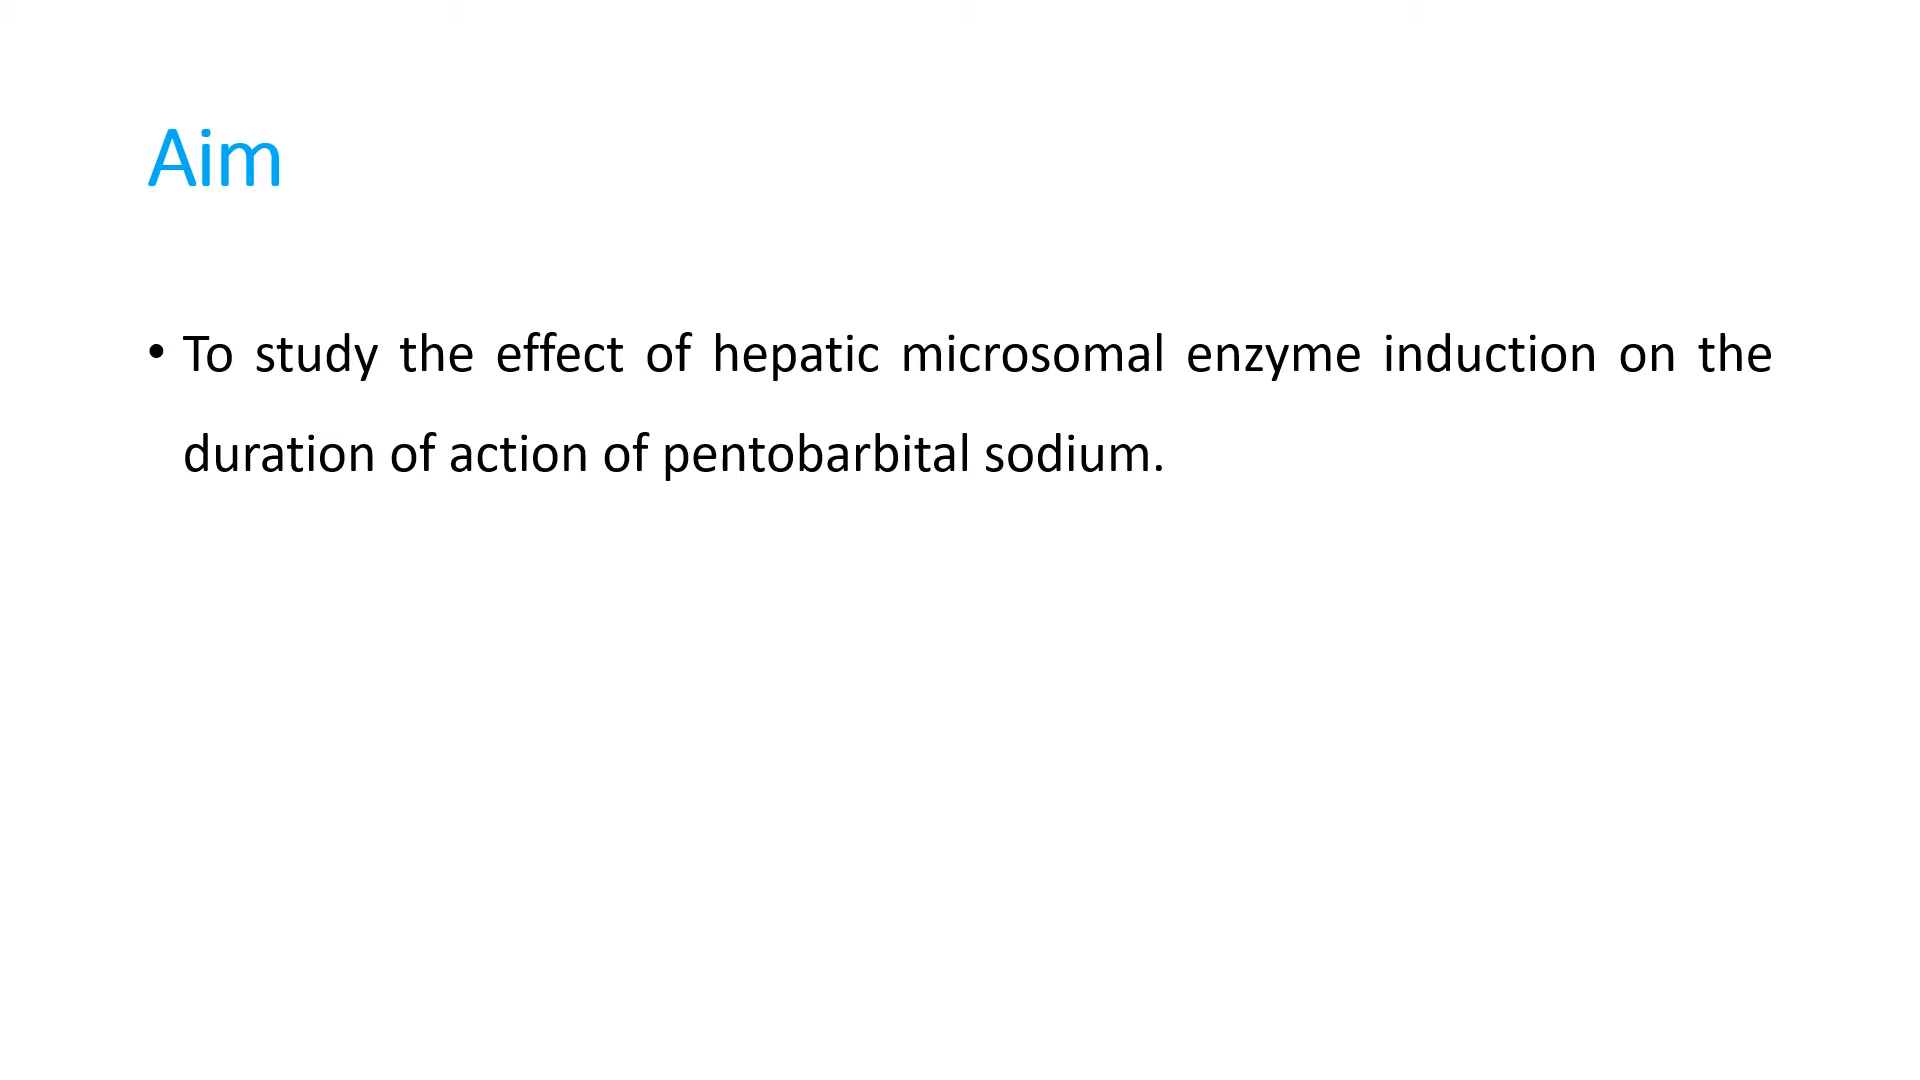 Aim
• To study the effect of hepatic microsomal enzyme induction on the
duration of action of pentobarbital sodium.